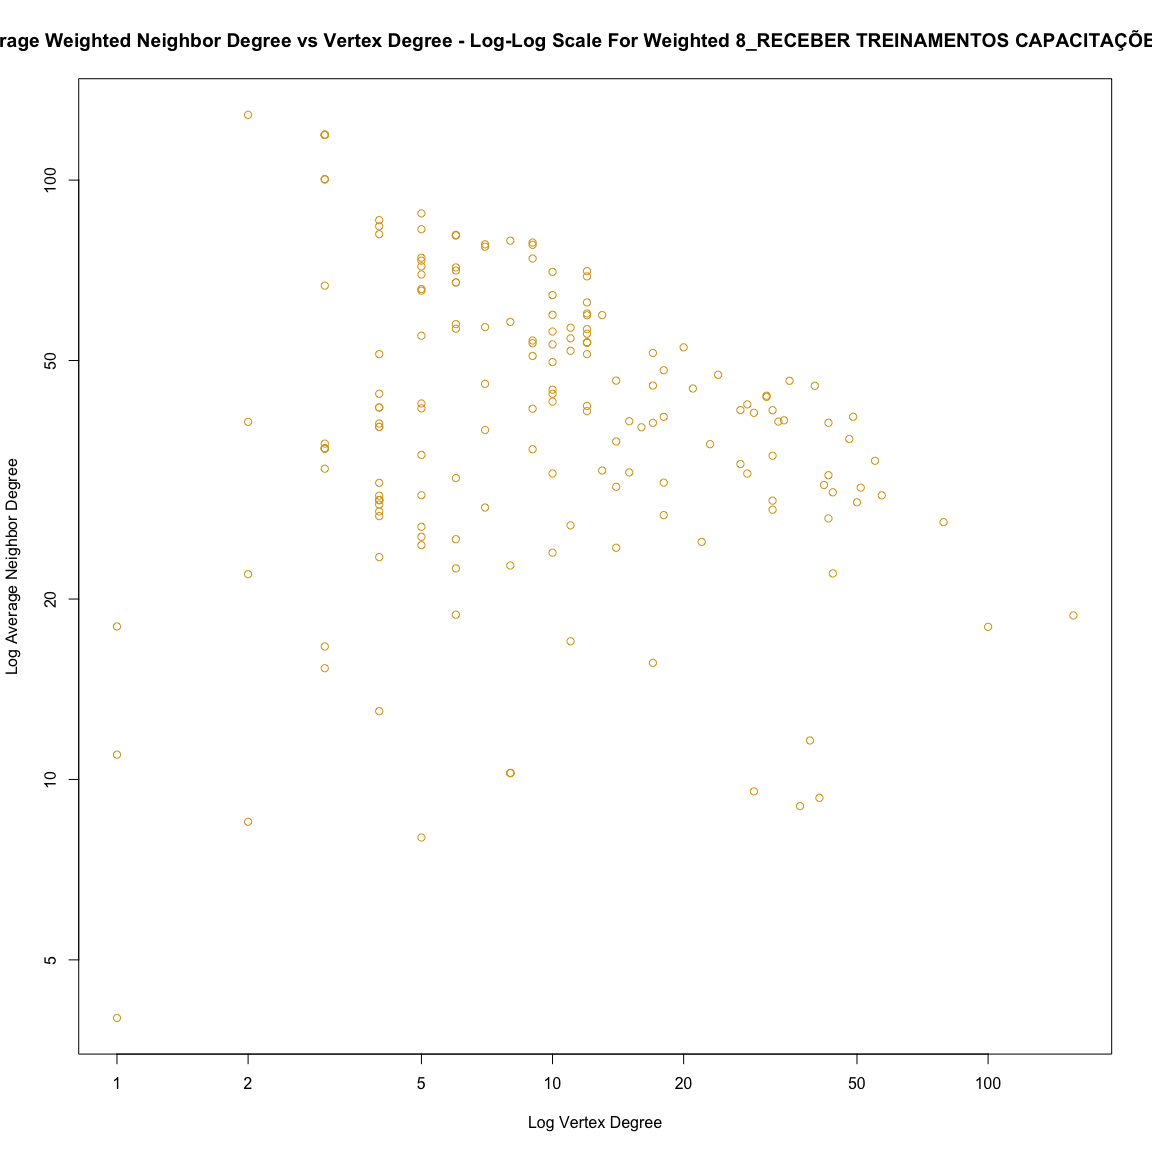 rage Weighted Neighbor Degree vs Vertex Degree - Log-Log Scale For Weighted 8_RECEBER TREINAMENTOS CAPACITAÇÕE
100
50
20
10
5
Log Average Neighbor Degree
1 2 5 10 20 50 100
Log Vertex Degree